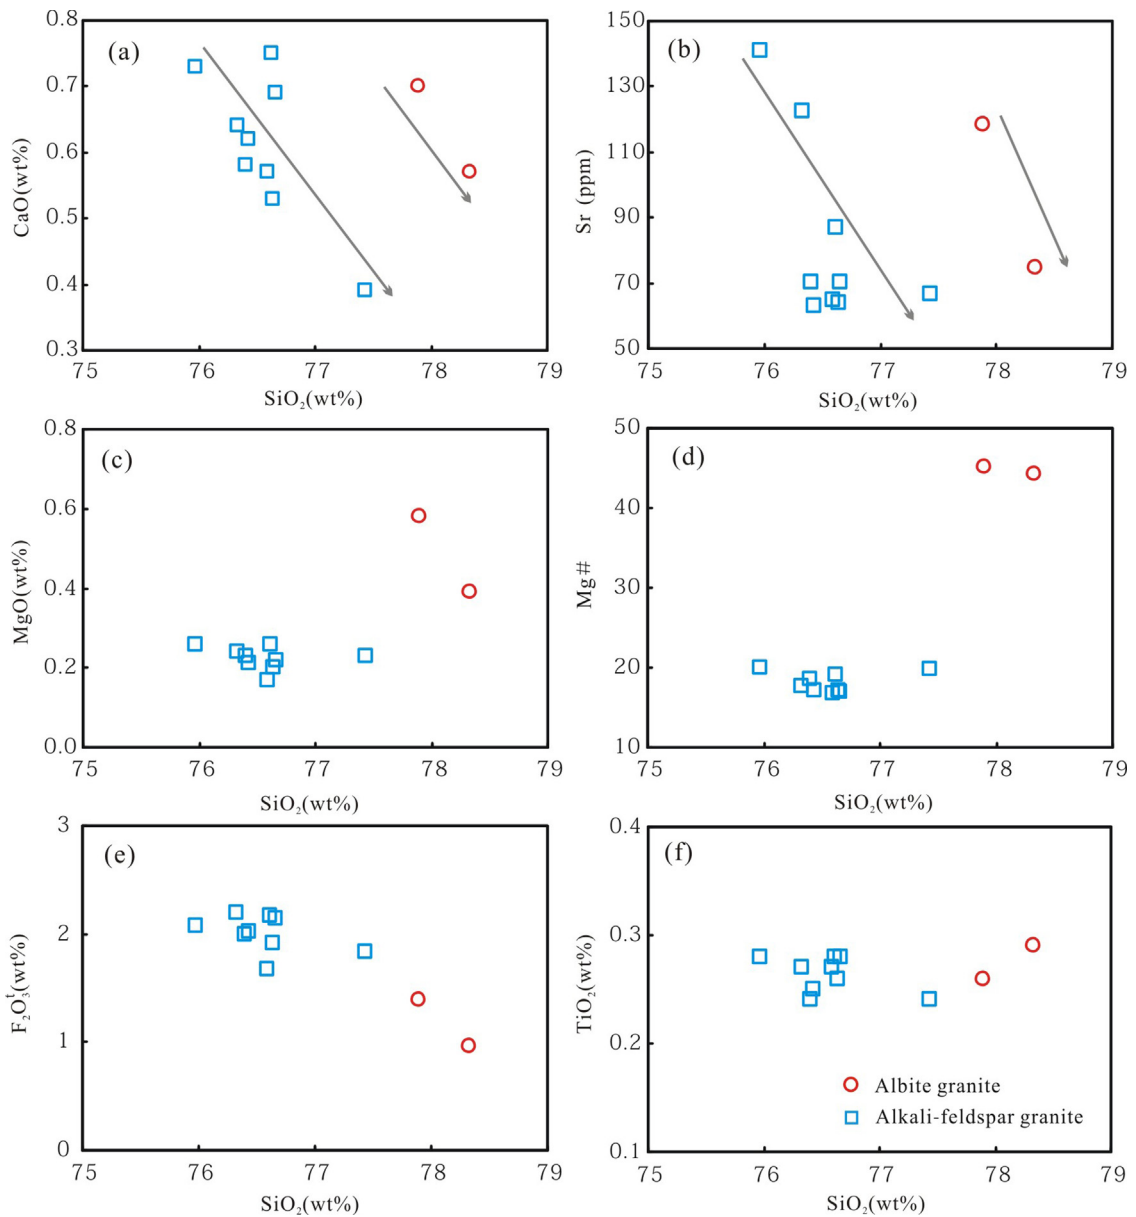 0.8
0.7
0.6
0.5
0.4
0.3
CaO(wt%)
(a)
75 76 77 78 79
SiO₂(wt%)
150
130
110
90
70
50
Sr (ppm)
(b)
75 76 77 78 79
SiO₂(wt%)
0.8
0.6
0.4
0.2
0.0
MgO(wt%)
(c)
75 76 77 78 79
SiO₂(wt%)
50
40
30
20
10
Mg#
(d)
75 76 77 78 79
SiO₂(wt%)
3
2
1
0
F₂O₃ᵗ(wt%)
(e)
75 76 77 78 79
SiO₂(wt%)
0.4
0.3
0.2
0.1
TiO₂(wt%)
(f)
Albite granite
Alkali-feldspar granite
75 76 77 78 79
SiO₂(wt%)